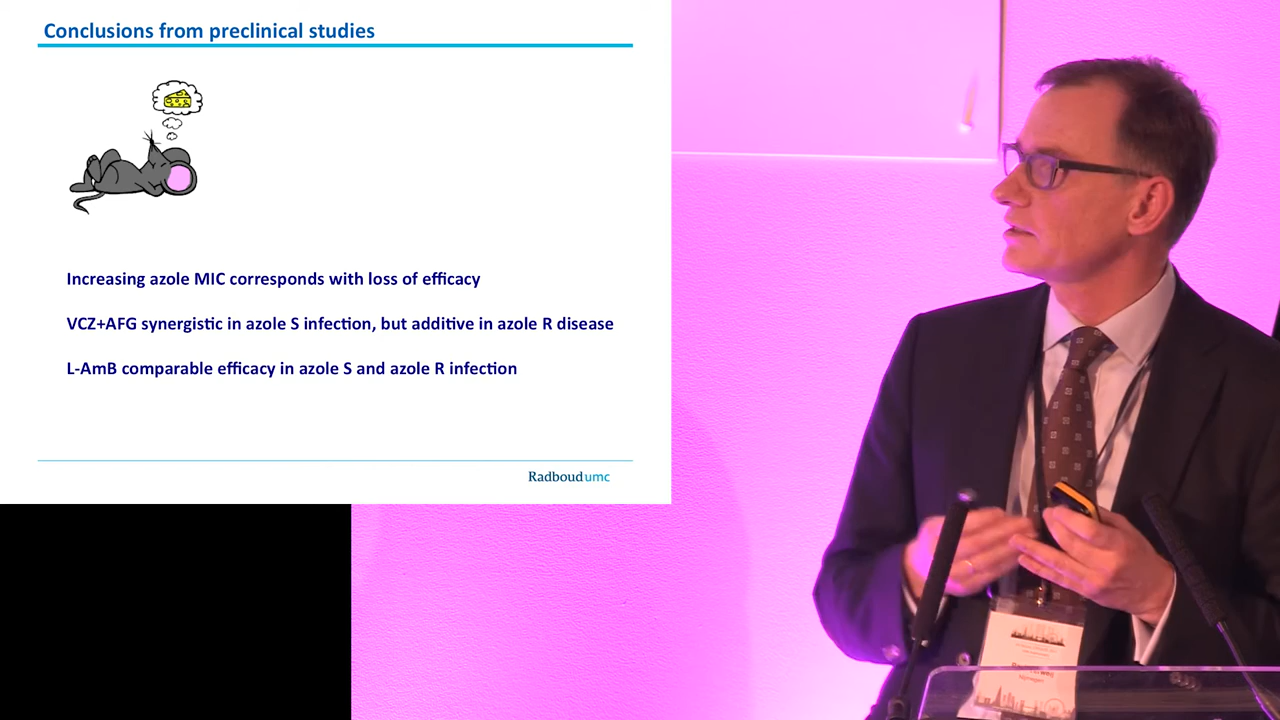 Conclusions from preclinical studies
Increasing azole MIC corresponds with loss of efficacy
VCZ+AFG synergistic in azole S infection, but additive in azole R disease
L-AmB comparable efficacy in azole S and azole R infection
Radboudumc
Nijmegen